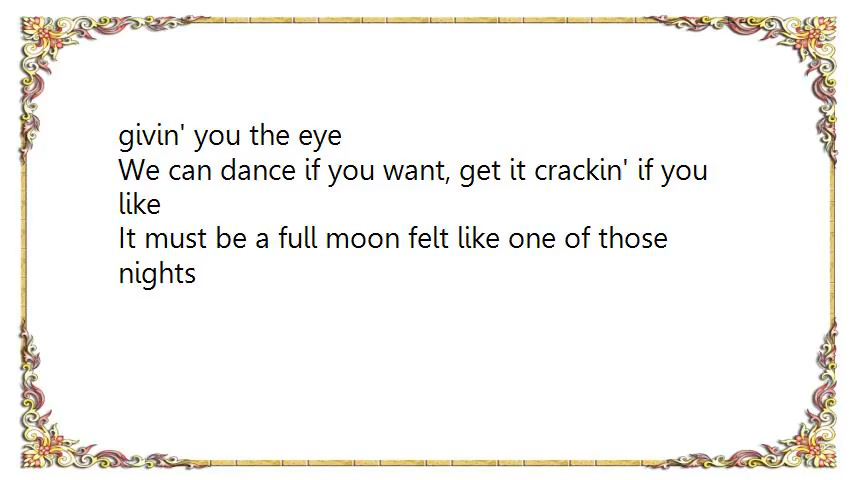 givin' you the eye
We can dance if you want, get it crackin' if you
like
It must be a full moon felt like one of those
nights